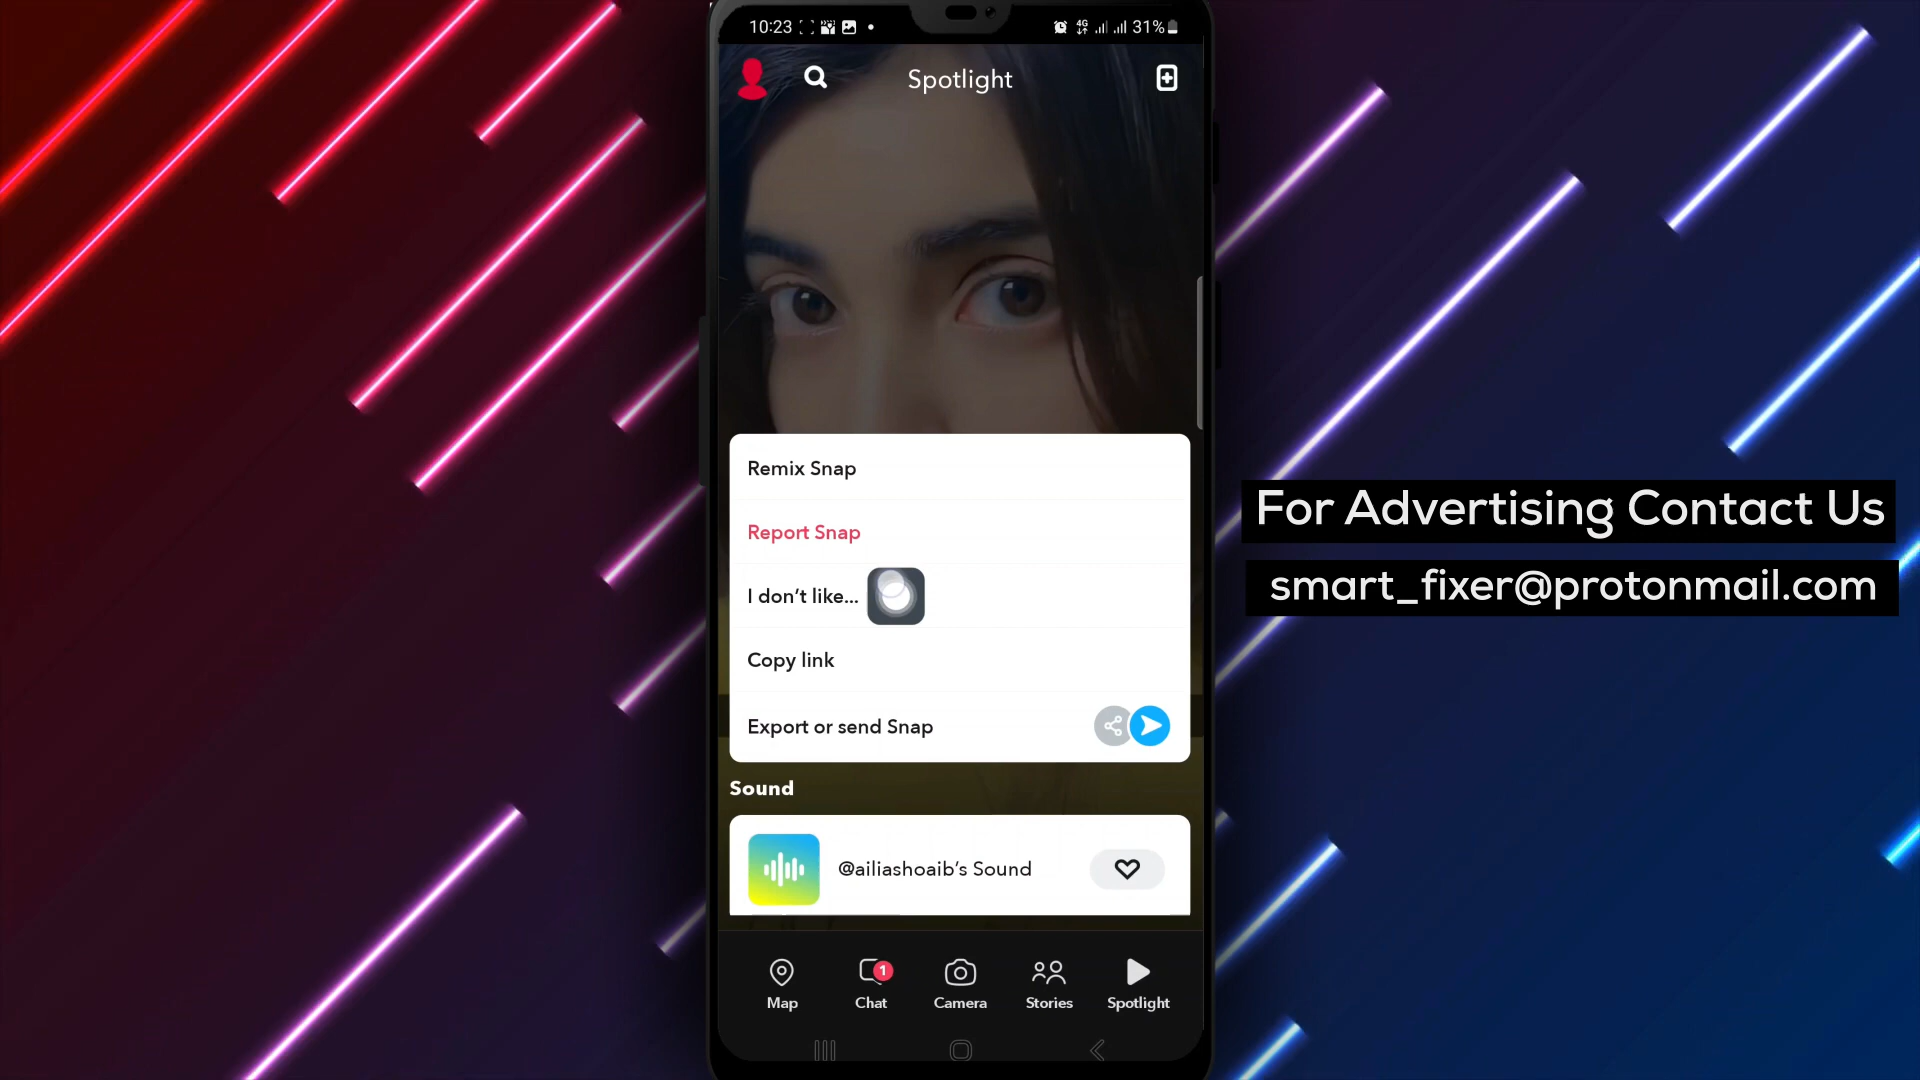 10:23
4G
31%
Spotlight
Remix Snap
Report Snap
I don't like...
Copy link
Export or send Snap
Sound
@ailiashoaib's Sound
1
Map
Chat
Camera
Stories
Spotlight
For Advertising Contact Us
smart_fixer@protonmail.com